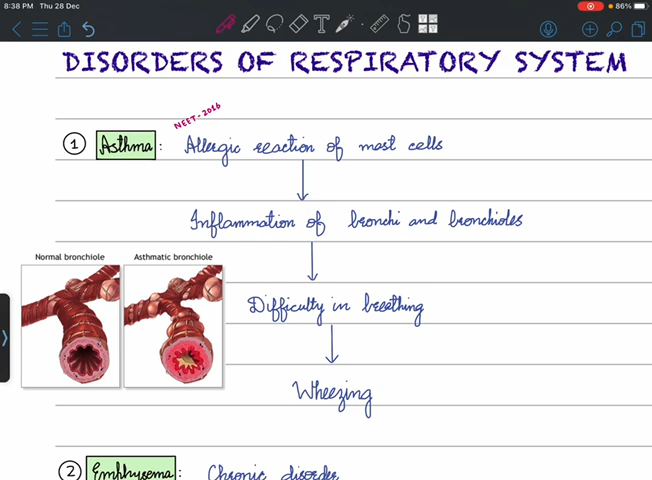 8:38 PM Thu 28 Dec 86%
DISORDERS OF RESPIRATORY SYSTEM
NEET-2016
1 Asthma: Allergic reaction of mast cells
Inflammation of bronchi and bronchioles
Normal bronchiole Asthmatic bronchiole
Difficulty in breathing
Wheezing
2 Emphysema: Chronic disorder